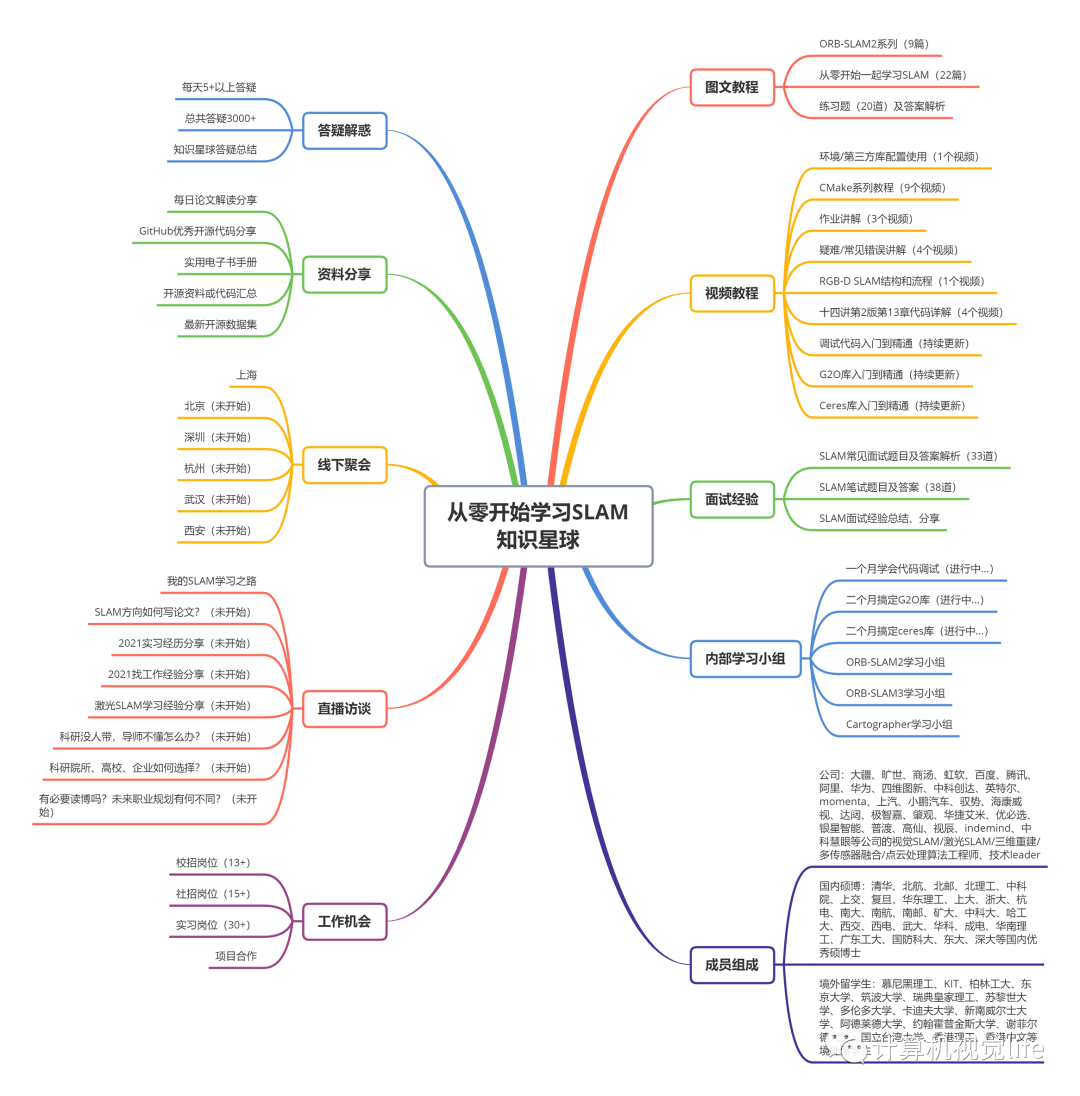 从零开始学习SLAM
知识星球
答疑解惑
每天5+以上答疑
总共答疑3000+
知识星球答疑总结
资料分享
每日论文解读分享
GitHub优秀开源代码分享
实用电子书手册
开源资料或代码汇总
最新开源数据集
线下聚会
上海
北京（未开始）
深圳（未开始）
杭州（未开始）
武汉（未开始）
西安（未开始）
直播访谈
我的SLAM学习之路
SLAM方向如何写论文？（未开始）
2021实习经历分享（未开始）
2021找工作经验分享（未开始）
激光SLAM学习经验分享（未开始）
科研没人带，导师不懂怎么办？（未开始）
科研院所、高校、企业如何选择？（未开始）
有必要读博吗？未来职业规划有何不同？（未开
始）
工作机会
校招岗位（13+）
社招岗位（15+）
实习岗位（30+）
项目合作
图文教程
ORB-SLAM2系列（9篇）
从零开始一起学习SLAM（22篇）
练习题（20道）及答案解析
视频教程
环境/第三方库配置使用（1个视频）
CMake系列教程（9个视频）
作业讲解（3个视频）
疑难/常见错误讲解（4个视频）
RGB-D SLAM结构和流程（1个视频）
十四讲第2版第13章代码详解（4个视频）
调试代码入门到精通（持续更新）
G2O库入门到精通（持续更新）
Ceres库入门到精通（持续更新）
面试经验
SLAM常见面试题目及答案解析（33道）
SLAM笔试题目及答案（38道）
SLAM面试经验总结、分享
内部学习小组
一个月学会代码调试（进行中...）
二个月搞定G2O库（进行中...）
二个月搞定ceres库（进行中...）
ORB-SLAM2学习小组
ORB-SLAM3学习小组
Cartographer学习小组
成员组成
公司：大疆、旷世、商汤、虹软、百度、腾讯、
阿里、华为、四维图新、中科创达、英特尔、
momenta、上汽、小鹏汽车、驭势、海康威
视、达闼、极智嘉、肇观、华捷艾米、优必选、
银星智能、普渡、高仙、视辰、indemind、中
科慧眼等公司的视觉SLAM/激光SLAM/三维重建/
多传感器融合/点云处理算法工程师、技术leader
国内硕博：清华、北航、北邮、北理工、中科
院、上交、复旦、华东理工、上大、浙大、杭
电、南大、南航、南邮、矿大、中科大、哈工
大、西交、西电、武大、华科、成电、华南理
工、广东工大、国防科大、东大、深大等国内优
秀硕博士
境外留学生：慕尼黑理工、KIT、柏林工大、东
京大学、筑波大学、瑞典皇家理工、苏黎世大
学、多伦多大学、卡迪夫大学、新南威尔士大
学、阿德莱德大学、约翰霍普金斯大学、谢菲尔
德 国立台湾大学、香港理工、香港中文等
境
计算机视觉life